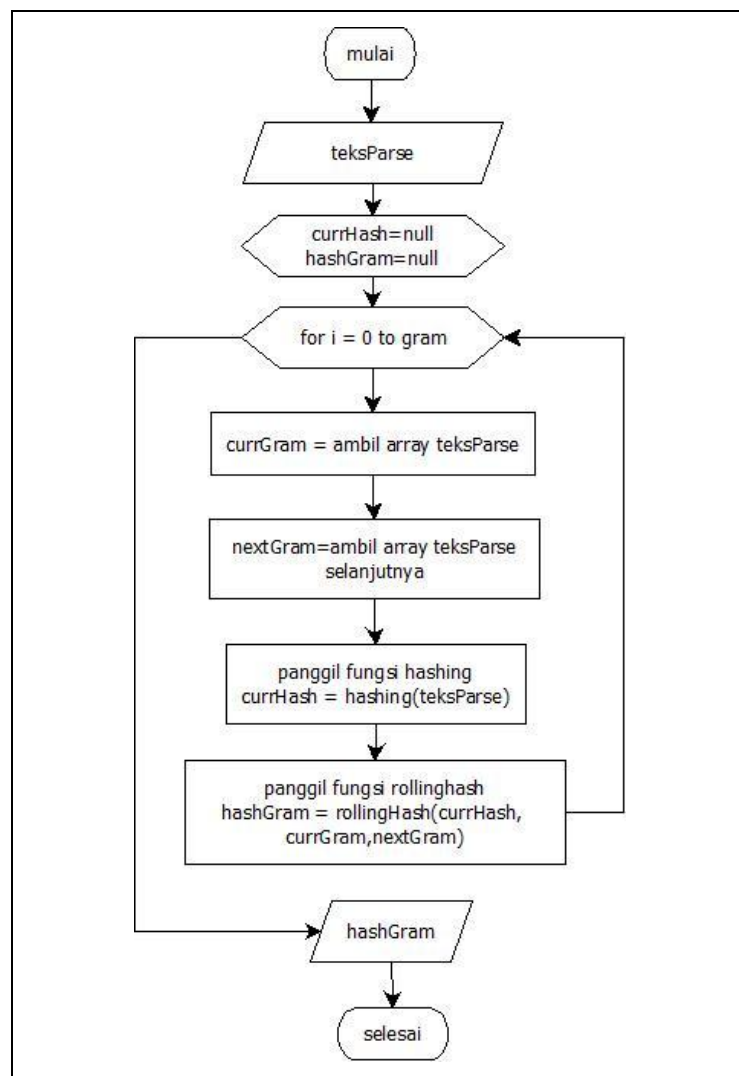 mulai
teksParse
currHash=null
hashGram=null
for i = 0 to gram
currGram = ambil array teksParse
nextGram=ambil array teksParse
selanjutnya
panggil fungsi hashing
currHash = hashing(teksParse)
panggil fungsi rollinghash
hashGram = rollingHash(currHash,
currGram,nextGram)
hashGram
selesai